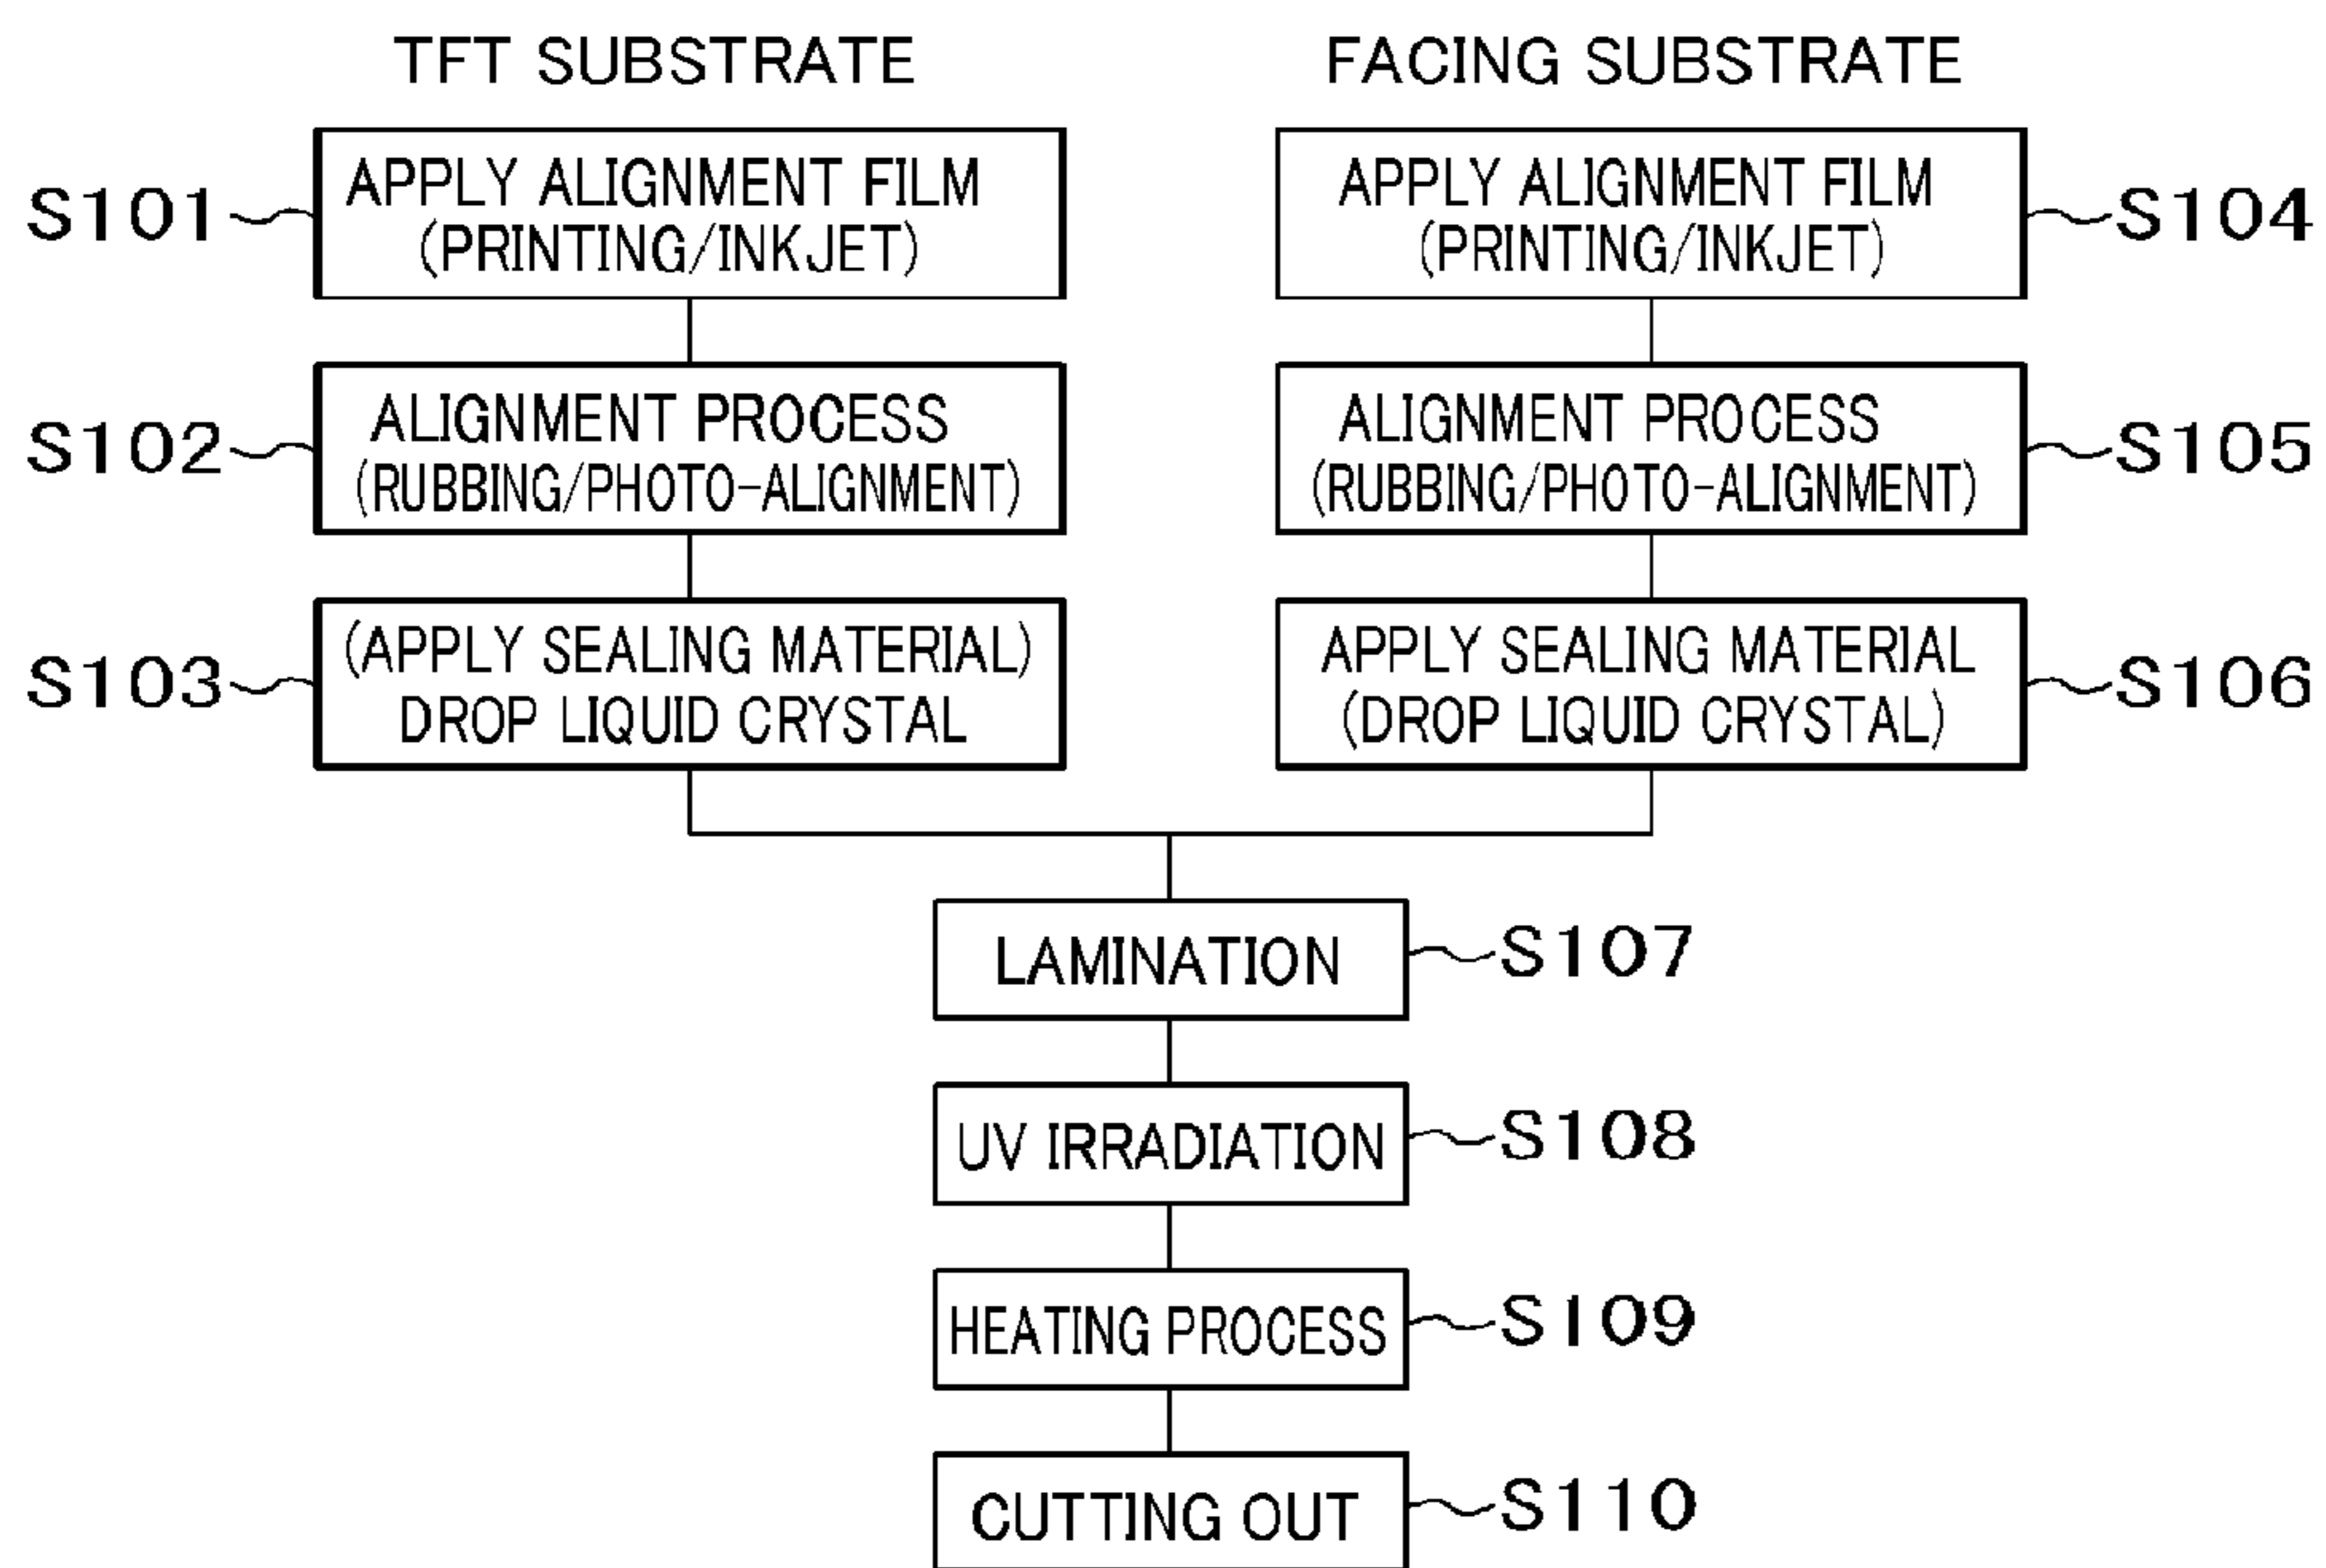 TFT SUBSTRATE
FACING SUBSTRATE
S101
APPLY ALIGNMENT FILM
(PRINTING/INKJET)
APPLY ALIGNMENT FILM
(PRINTING/INKJET)
S104
S102
ALIGNMENT PROCESS
(RUBBING/PHOTO-ALIGNMENT)
ALIGNMENT PROCESS
(RUBBING/PHOTO-ALIGNMENT)
S105
S103
(APPLY SEALING MATERIAL)
DROP LIQUID CRYSTAL
APPLY SEALING MATERIAL
(DROP LIQUID CRYSTAL)
S106
LAMINATION
S107
UV IRRADIATION
S108
HEATING PROCESS
S109
CUTTING OUT
S110